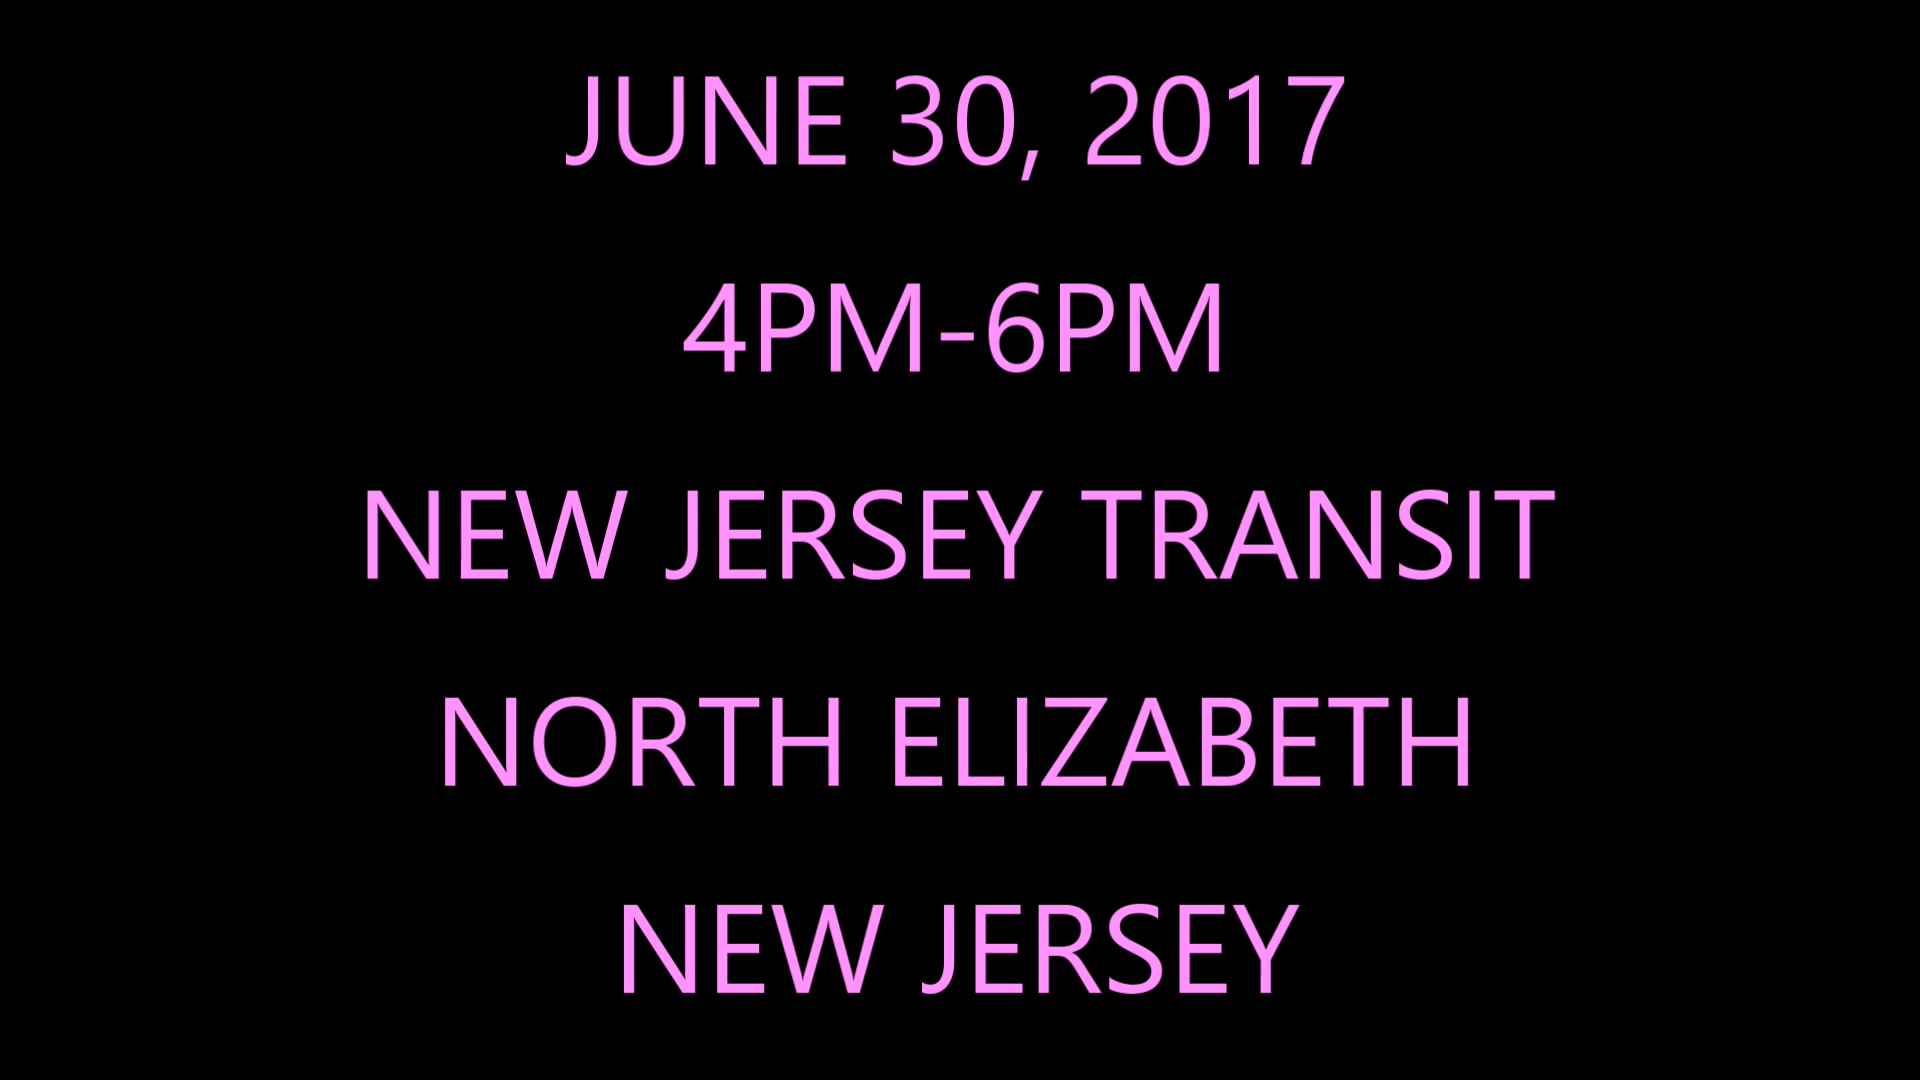 JUNE 30, 2017
4PM-6PM
NEW JERSEY TRANSIT
NORTH ELIZABETH
NEW JERSEY